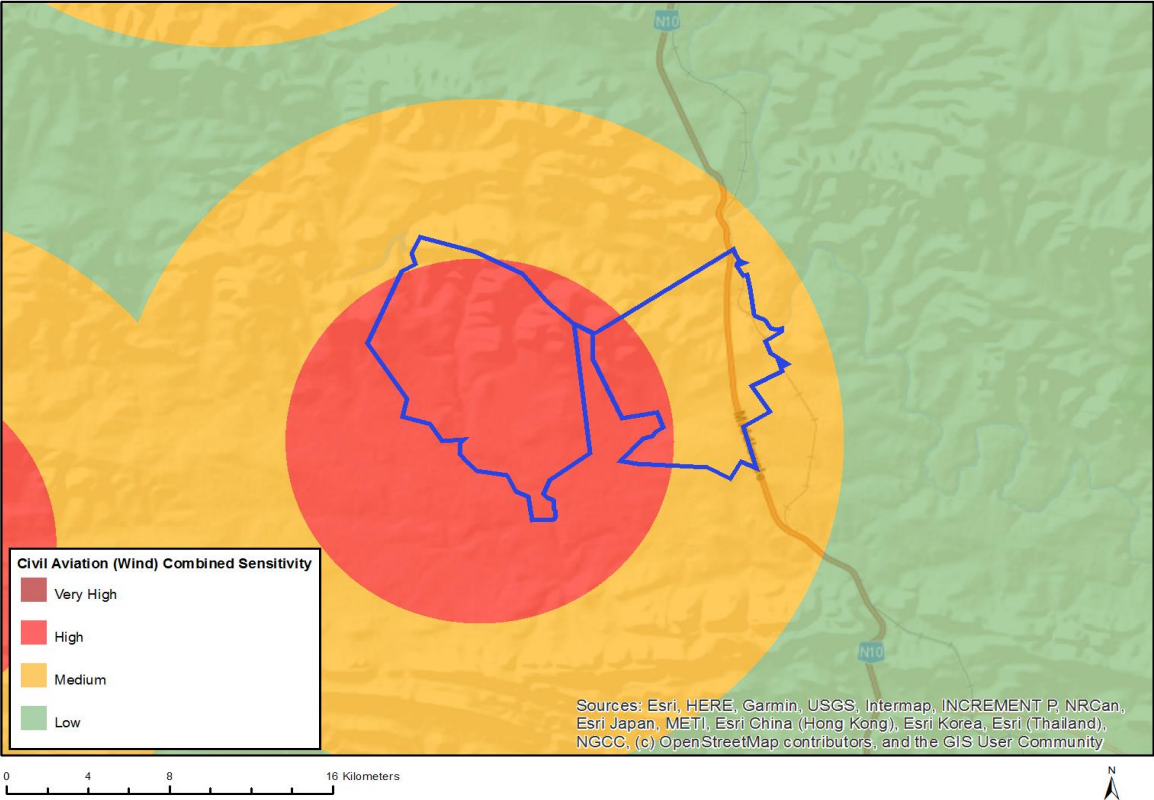 N10
Civil Aviation (Wind) Combined Sensitivity
Very High
High
Medium
Low
N10
Sources: Esri, HERE, Garmin, USGS, Intermap, INCREMENT P, NRCan,
Esri Japan, METI, Esri China (Hong Kong), Esri Korea, Esri (Thailand),
NGCC, (c) OpenStreetMap contributors, and the GIS User Community
0 4 8 16 Kilometers
N